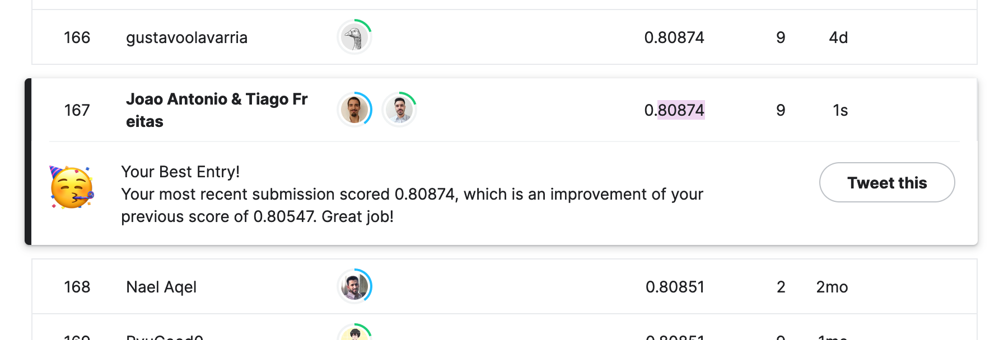 166 gustavoolavarria 0.80874 9 4d
167 Joao Antonio & Tiago Fr 0.80874 9 1s
eitas
Your Best Entry!
Your most recent submission scored 0.80874, which is an improvement of your
previous score of 0.80547. Great job!
Tweet this
168 Nael Aqel 0.80851 2 2mo
169 RyuGood0 0.80851 9 1mo